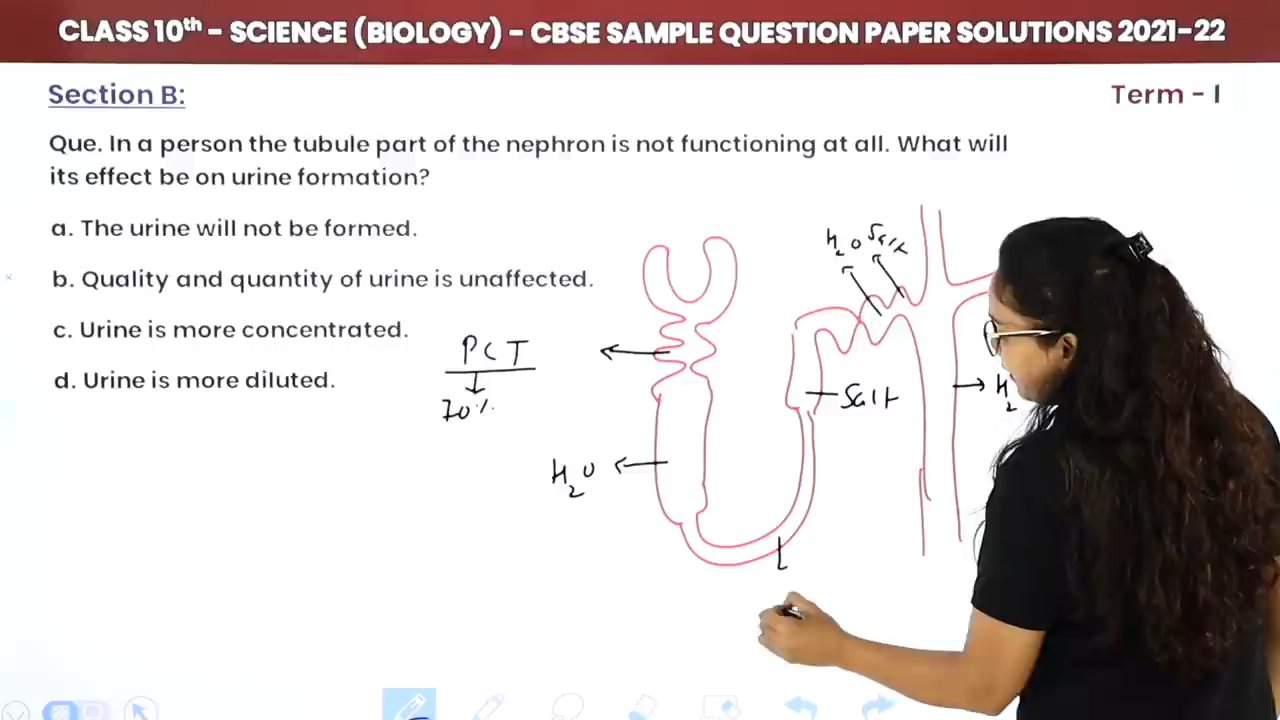 CLASS 10th - SCIENCE (BIOLOGY) - CBSE SAMPLE QUESTION PAPER SOLUTIONS 2021-22
Section B:
Term - I
Que. In a person the tubule part of the nephron is not functioning at all. What will
its effect be on urine formation?
a. The urine will not be formed.
b. Quality and quantity of urine is unaffected.
c. Urine is more concentrated.
d. Urine is more diluted.
H2O Salt
PCT
70%
Salt
H2
H2O